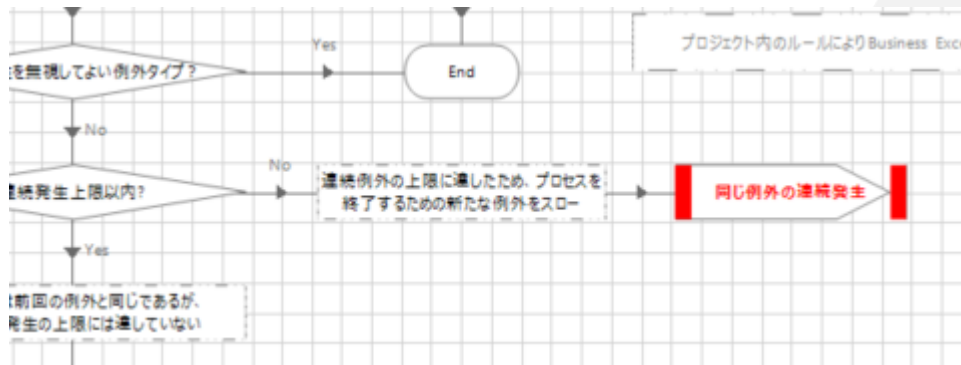 Yes
End
プロジェクト内のルールによりBusiness Exc
を無視してよい例外タイプ？
No
No
連続発生上限以内?
連続例外の上限に達したため、プロセスを
終了するための新たな例外をスロー
同じ例外の連続発生
Yes
は前回の例外と同じであるが、
発生の上限には達していない